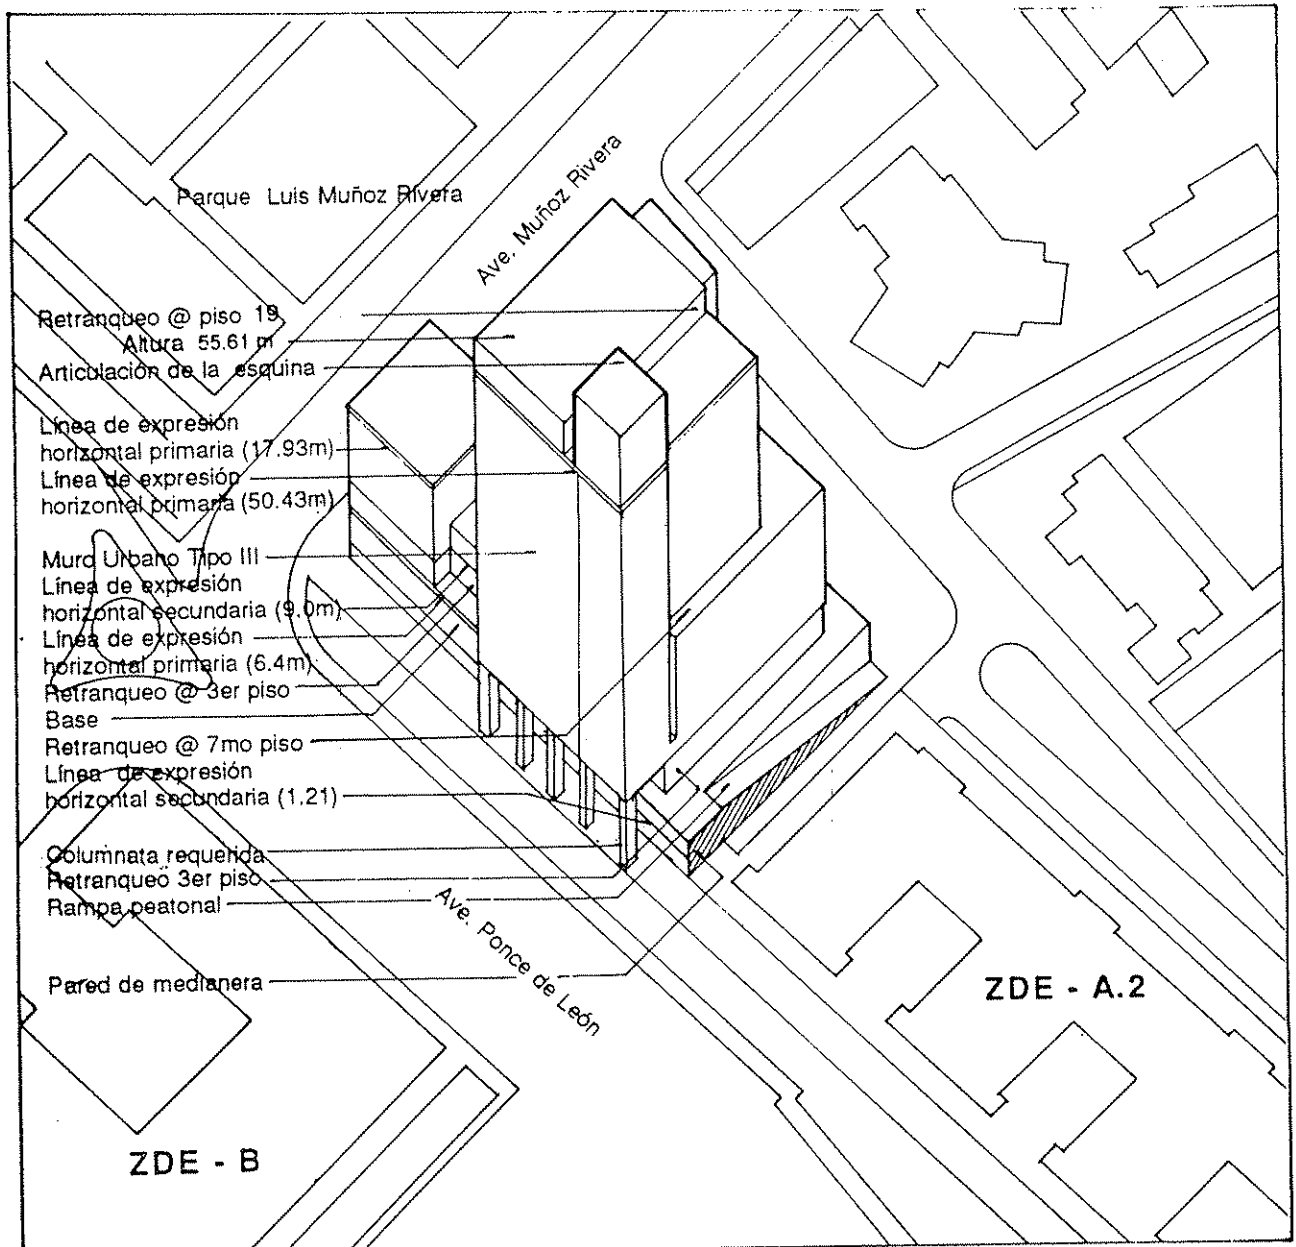 Parque Luis Muñoz Rivera
Ave. Muñoz Rivera
Retranqueo @ piso 19
Altura 55.61 m
Articulación de la esquina
Línea de expresión
horizontal primaria (17.93m)
Línea de expresión
horizontal primaria (50.43m)
Muro Urbano Tipo III
Línea de expresión
horizontal secundaria (9.0m)
Línea de expresión
horizontal primaria (6.4m)
Retranqueo @ 3er piso
Base
Retranqueo @ 7mo piso
Línea de expresión
horizontal secundaria (1.21)
Columnata requerida
Retranqueo 3er piso
Rampa peatonal
Ave. Ponce de León
Pared de medianera
ZDE - A.2
ZDE - B